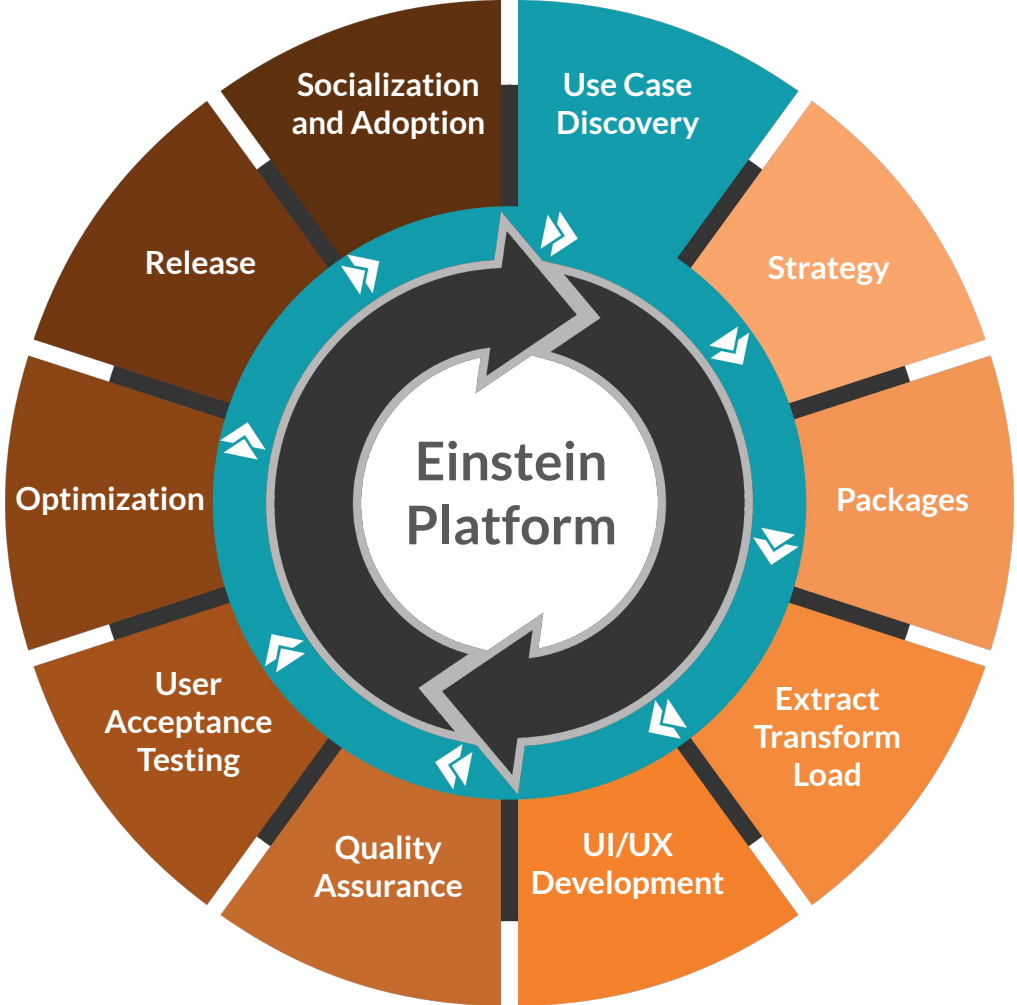 Use Case
Discovery
Strategy
Packages
Extract
Transform
Load
UI/UX
Development
Quality
Assurance
User
Acceptance
Testing
Optimization
Release
Socialization
and Adoption
Einstein
Platform